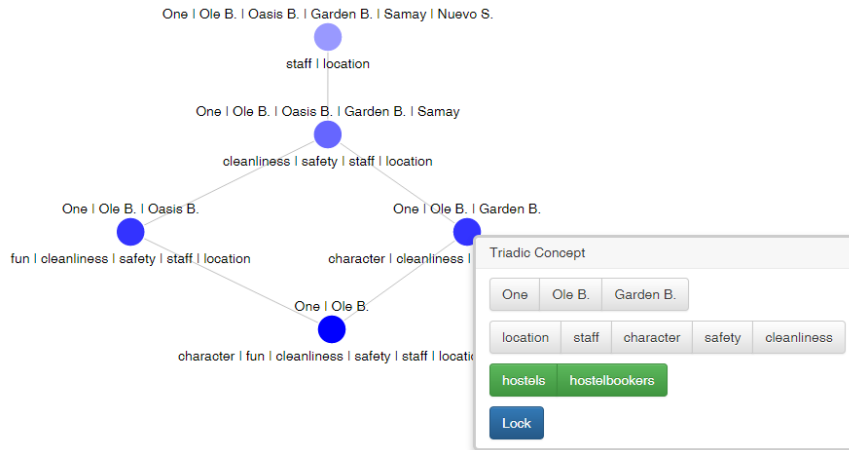 One | Ole B. | Oasis B. | Garden B. | Samay | Nuevo S.
staff | location
One | Ole B. | Oasis B. | Garden B. | Samay
cleanliness | safety | staff | location
One | Ole B. | Oasis B.
fun | cleanliness | safety | staff | location
One | Ole B. | Garden B.
character | cleanliness |
One | Ole B.
character | fun | cleanliness | safety | staff |
Triadic Concept
One Ole B. Garden B.
location staff character safety cleanliness
hostels hostelbookers
Lock